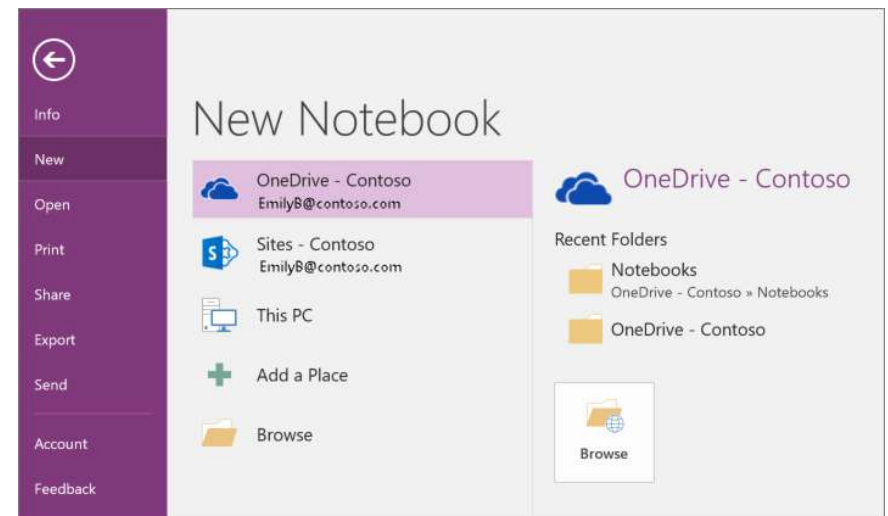 Info
New
Open
Print
Share
Export
Send
Account
Feedback
New Notebook
OneDrive - Contoso
EmilyB@contoso.com
Sites - Contoso
EmilyB@contoso.com
This PC
Add a Place
Browse
OneDrive - Contoso
Recent Folders
Notebooks
OneDrive - Contoso » Notebooks
OneDrive - Contoso
Browse